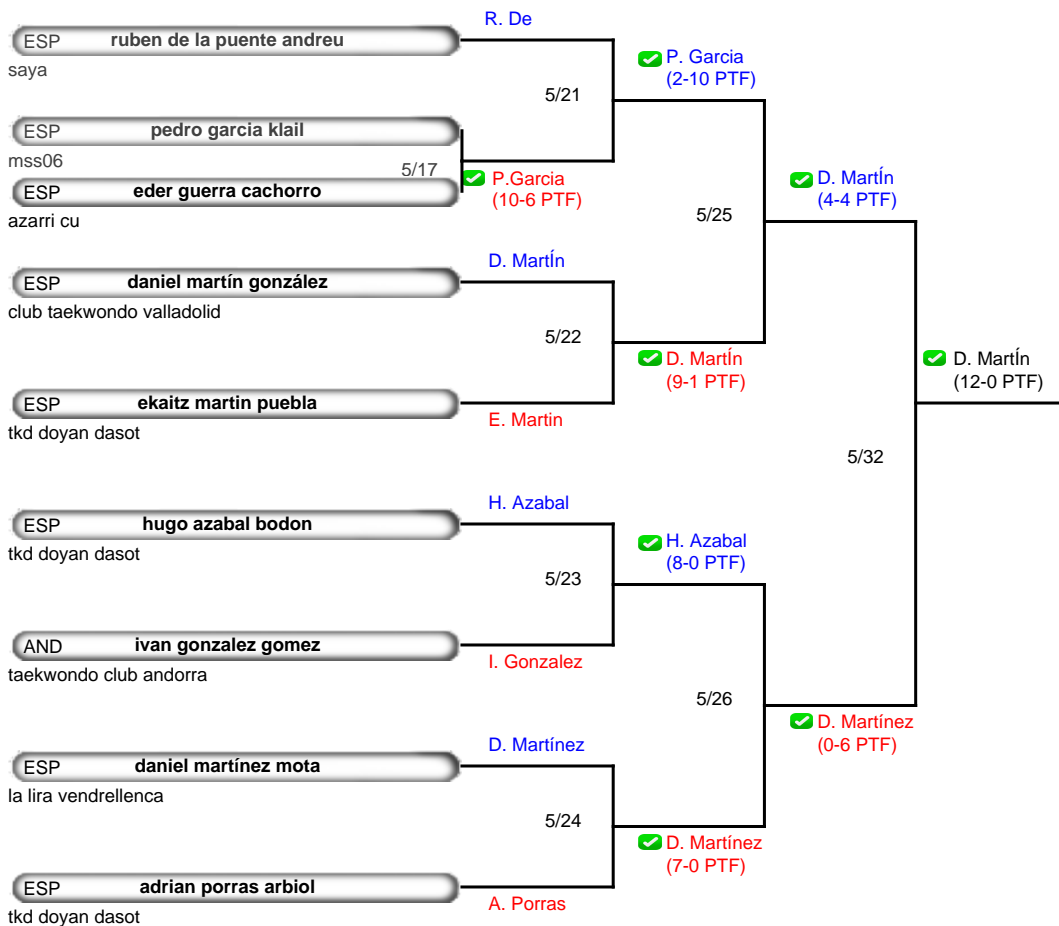 R. De
ESP ruben de la puente andreu
saya
P. Garcia
(2-10 PTF)
5/21
ESP pedro garcia klail
mss06
5/17
P.Garcia
(10-6 PTF)
ESP eder guerra cachorro
azarri cu
D. MartÍn
(4-4 PTF)
5/25
D. MartÍn
ESP daniel martín gonzález
club taekwondo valladolid
5/22
D. MartÍn
(9-1 PTF)
D. MartÍn
(12-0 PTF)
ESP ekaitz martin puebla
tkd doyan dasot
E. Martin
5/32
H. Azabal
ESP hugo azabal bodon
tkd doyan dasot
H. Azabal
(8-0 PTF)
5/23
AND ivan gonzalez gomez
taekwondo club andorra
I. Gonzalez
5/26
D. Martínez
(0-6 PTF)
D. Martínez
ESP daniel martínez mota
la lira vendrellenca
5/24
D. Martínez
(7-0 PTF)
ESP adrian porras arbiol
tkd doyan dasot
A. Porras